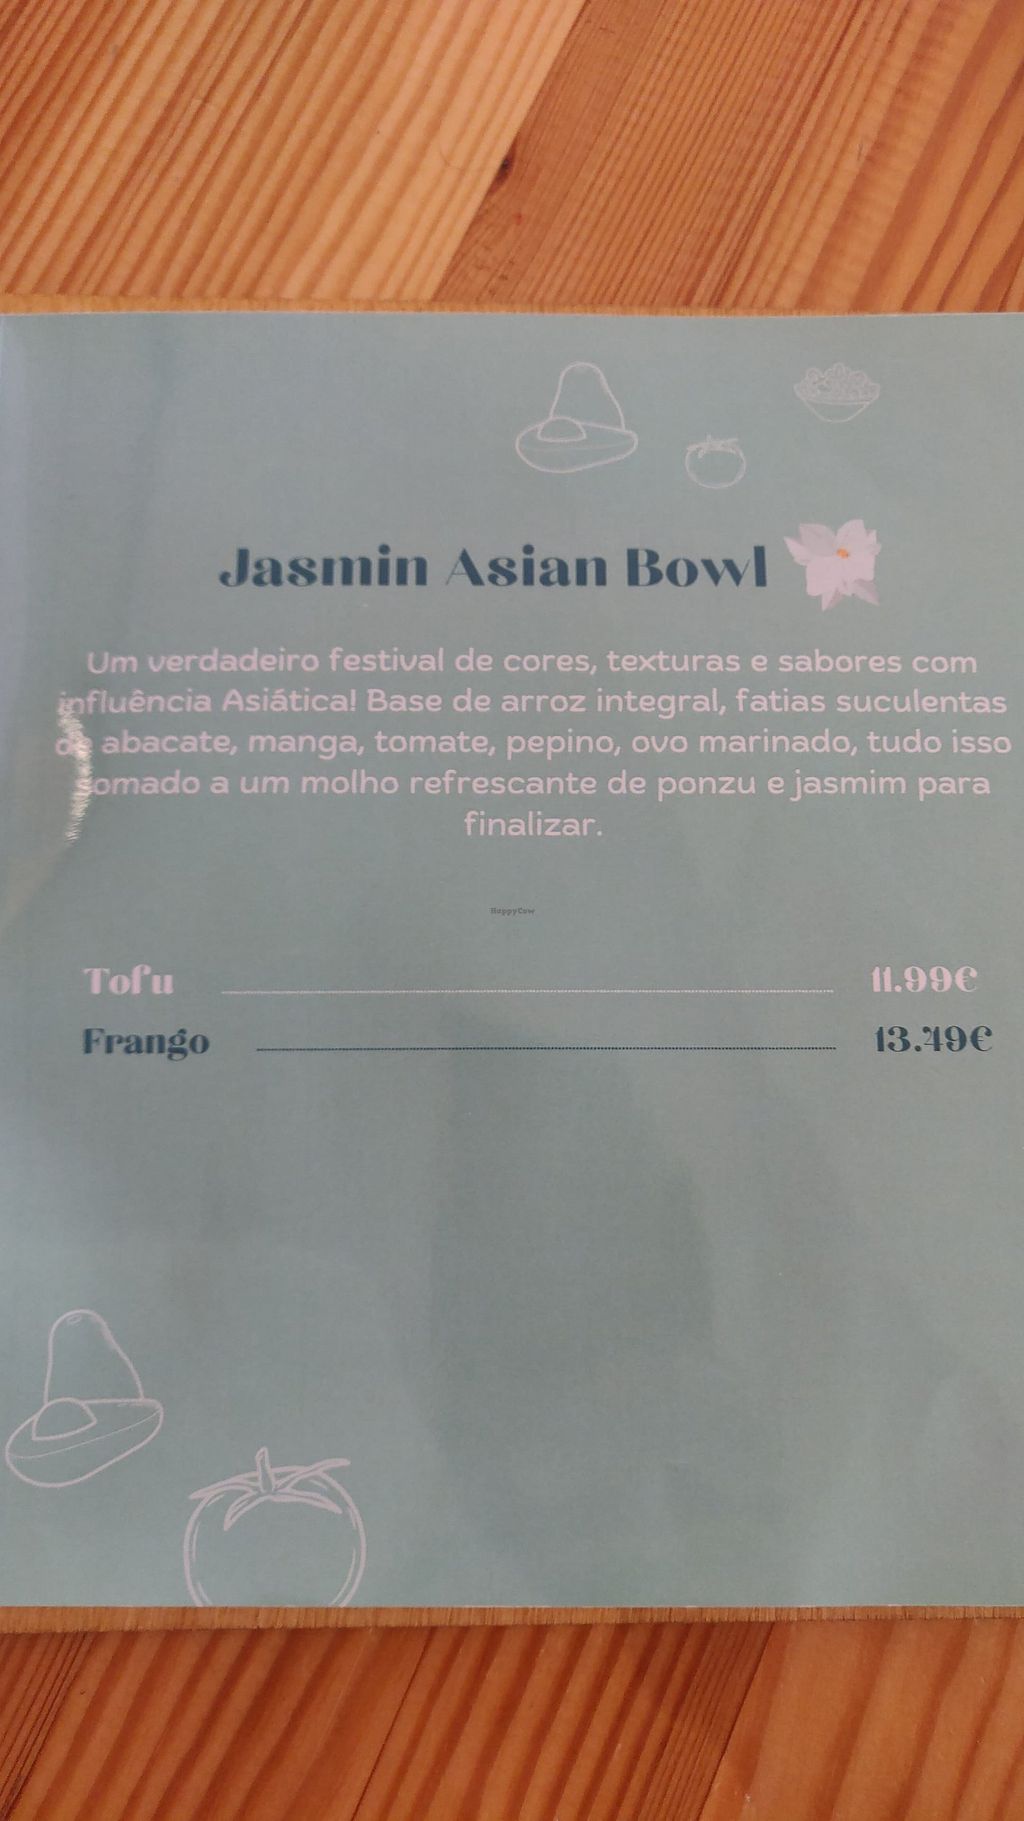 Jasmin Asian Bowl
Um verdadeiro festival de cores, texturas e sabores com
influência Asiática! Base de arroz integral, fatias suculentas
de abacate, manga, tomate, pepino, ovo marinado, tudo isso
somado a um molho refrescante de ponzu e jasmim para
finalizar.
HappyCow
Tofu 11.99€
Frango 13.49€